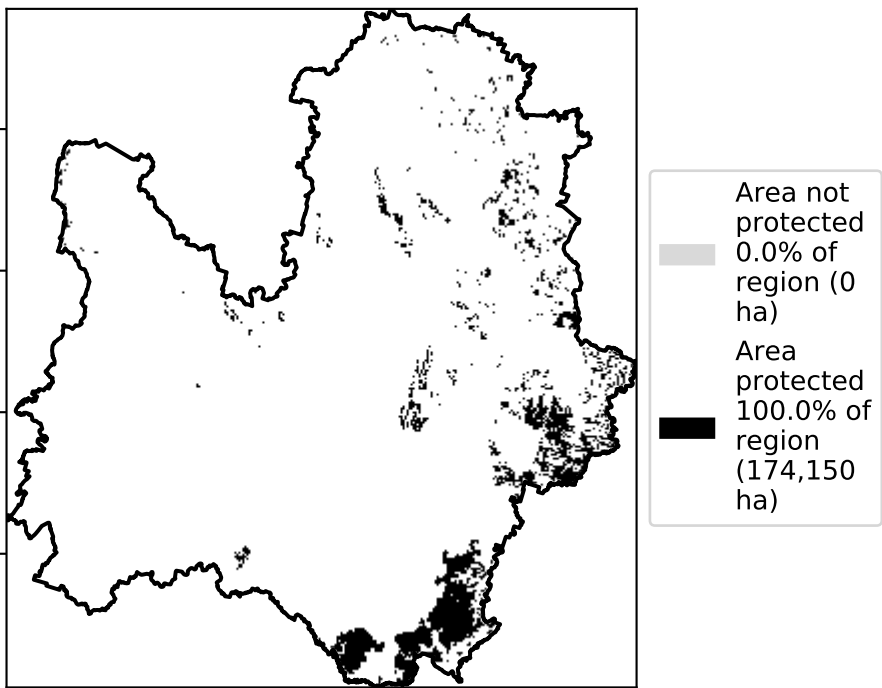 Area not
protected
0.0% of
region (0
ha)
Area
protected
100.0% of
region
(174,150
ha)